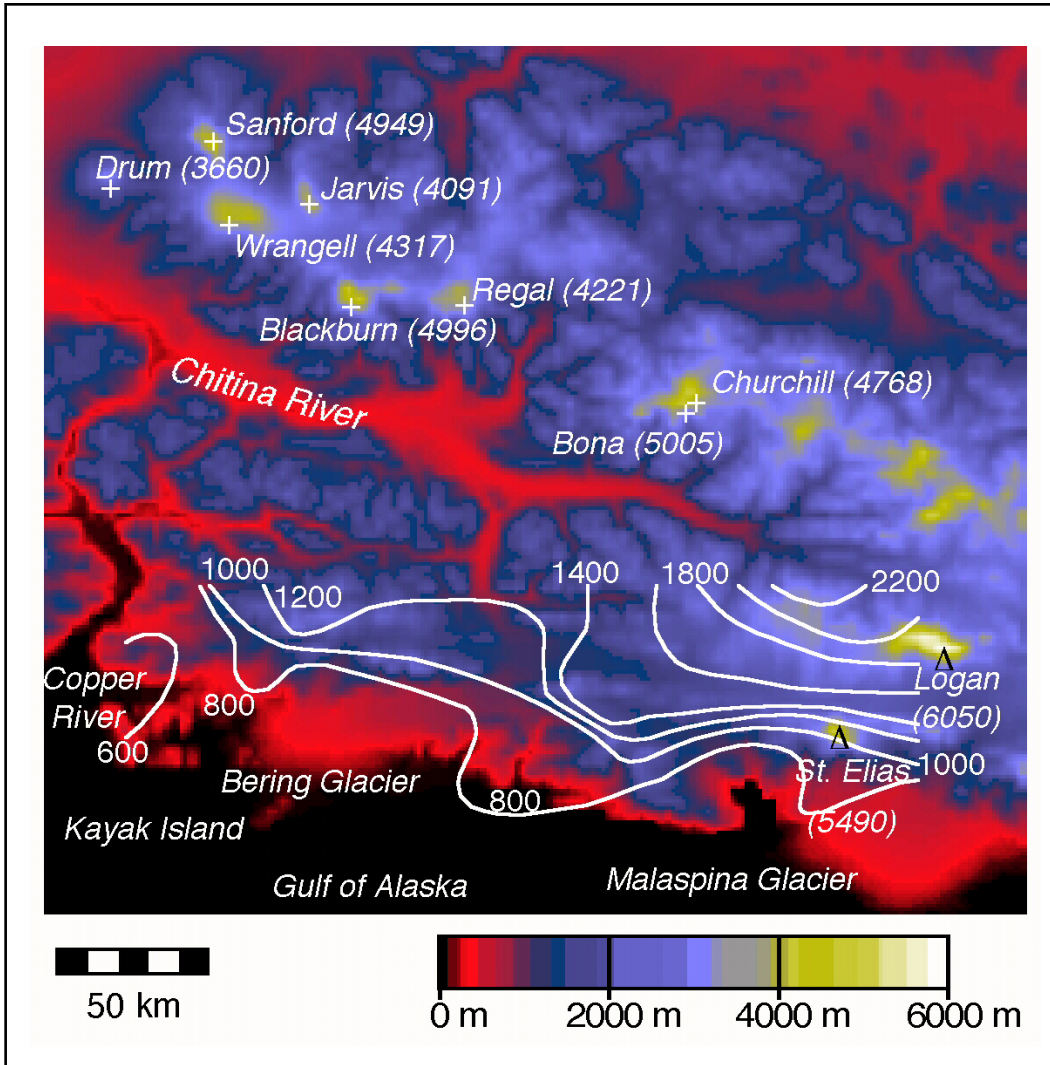 Sanford (4949)
Drum (3660)
Jarvis (4091)
Wrangell (4317)
Regal (4221)
Blackburn (4996)
Chitina River
Churchill (4768)
Bona (5005)
1000
1200
1400
1800
2200
Copper
River
600
800
Logan
(6050)
St. Elias
1000
(5490)
Bering Glacier
800
Kayak Island
Gulf of Alaska
Malaspina Glacier
50 km
0 m
2000 m
4000 m
6000 m